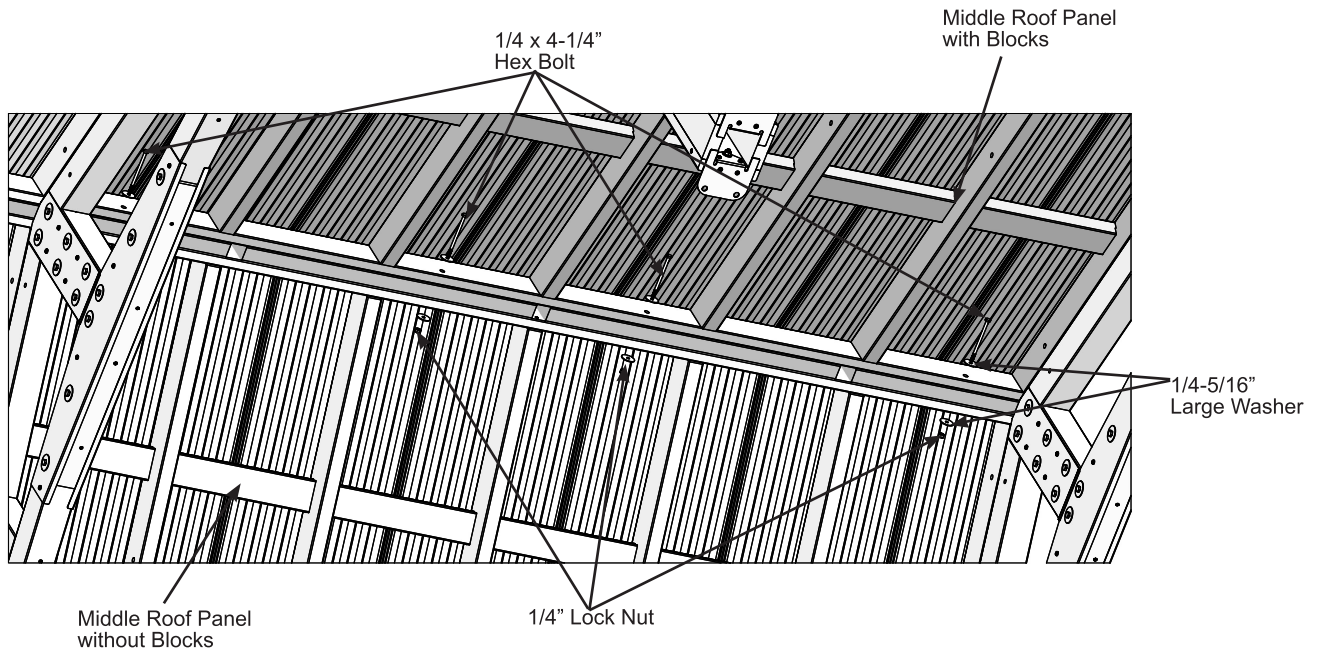 Middle Roof Panel
with Blocks
1/4 x 4-1/4”
Hex Bolt
1/4-5/16”
Large Washer
1/4” Lock Nut
Middle Roof Panel
without Blocks